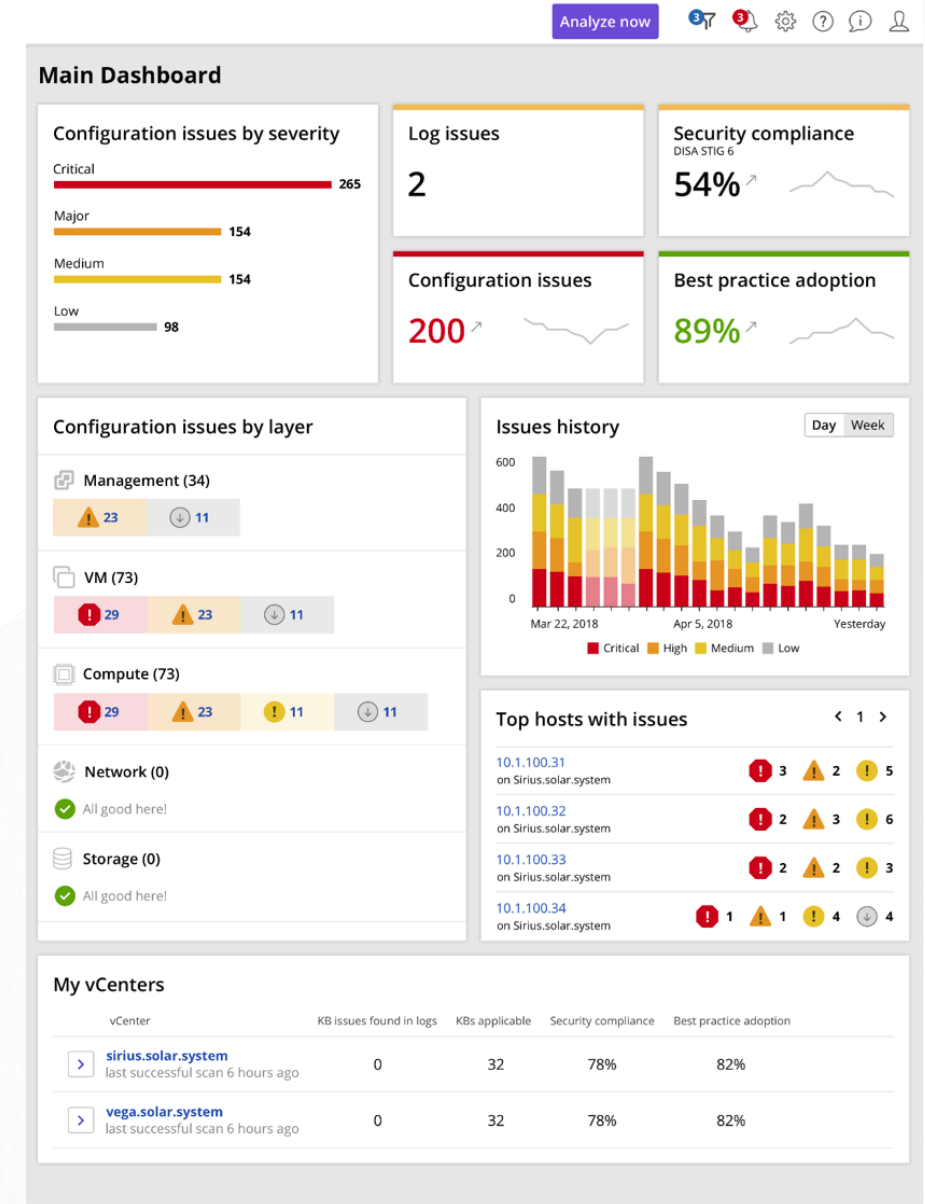 Analyze now
3
3
Main Dashboard
Configuration issues by severity
Critical
265
Major
154
Medium
154
Low
98
Log issues
2
Security compliance
DISA STIG 6
54%
Configuration issues
200
Best practice adoption
89%
Configuration issues by layer
Management (34)
23 11
VM (73)
29 23 11
Compute (73)
29 23 11 11
Network (0)
All good here!
Storage (0)
All good here!
Issues history
Day Week
600
400
200
0
Mar 22, 2018 Apr 5, 2018 Yesterday
Critical High Medium Low
Top hosts with issues
1
10.1.100.31
on Sirius.solar.system
3 2 5
10.1.100.32
on Sirius.solar.system
2 3 6
10.1.100.33
on Sirius.solar.system
2 2 3
10.1.100.34
on Sirius.solar.system
1 1 4 4
My vCenters
vCenter KB issues found in logs KBs applicable Security compliance Best practice adoption
sirius.solar.system
last successful scan 6 hours ago
0 32 78% 82%
vega.solar.system
last successful scan 6 hours ago
0 32 78% 82%